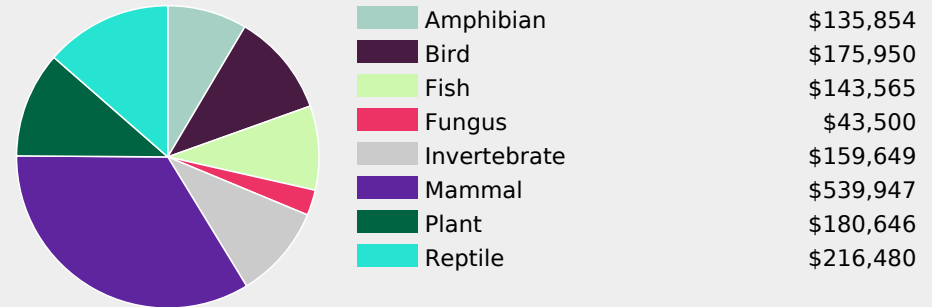 Amphibian $135,854
Bird $175,950
Fish $143,565
Fungus $43,500
Invertebrate $159,649
Mammal $539,947
Plant $180,646
Reptile $216,480